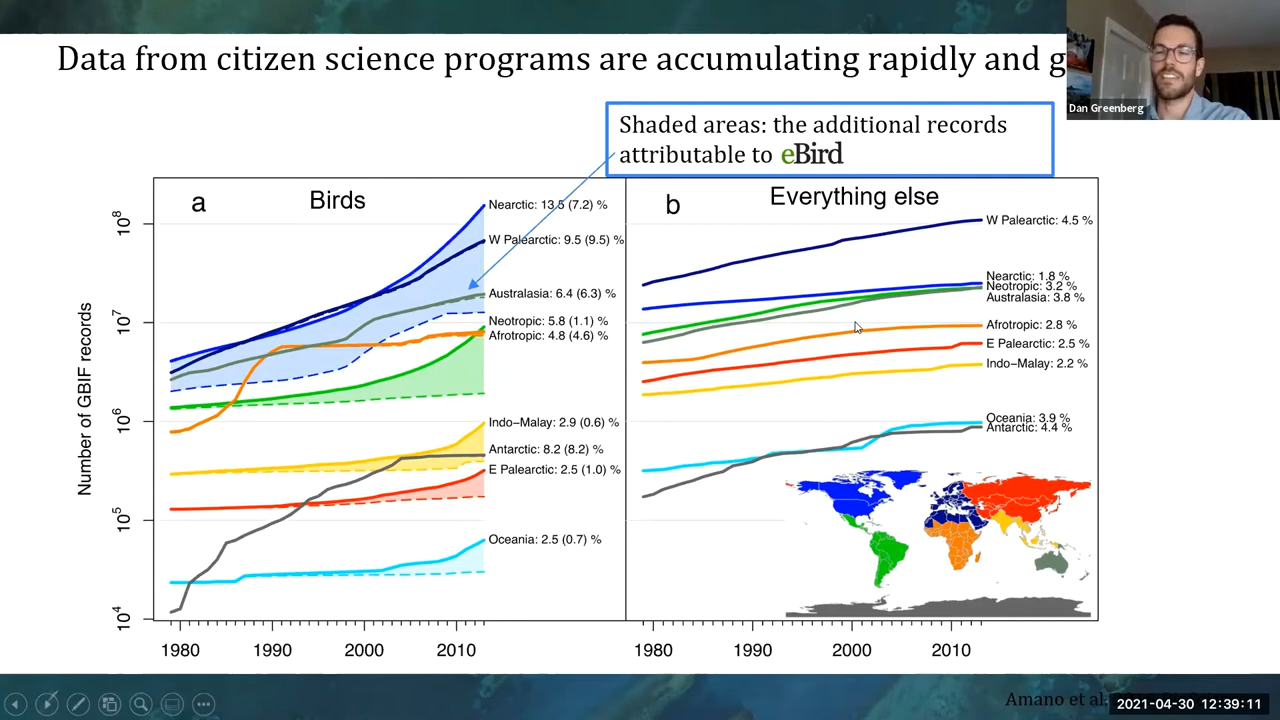 Data from citizen science programs are accumulating rapidly and g
Dan Greenberg
Shaded areas: the additional records
attributable to eBird
a
Birds
b
Everything else
Number of GBIF records
10^8
10^7
10^6
10^5
10^4
Nearctic: 13.5 (7.2) %
W Palearctic: 9.5 (9.5) %
Australasia: 6.4 (6.3) %
Neotropic: 5.8 (1.1) %
Afrotropic: 4.8 (4.6) %
Indo−Malay: 2.9 (0.6) %
Antarctic: 8.2 (8.2) %
E Palearctic: 2.5 (1.0) %
Oceania: 2.5 (0.7) %
W Palearctic: 4.5 %
Nearctic: 1.8 %
Neotropic: 3.2 %
Australasia: 3.8 %
Afrotropic: 2.8 %
E Palearctic: 2.5 %
Indo−Malay: 2.2 %
Oceania: 3.9 %
Antarctic: 4.4 %
1980 1990 2000 2010
1980 1990 2000 2010
Amano et al.
2021-04-30 12:39:11